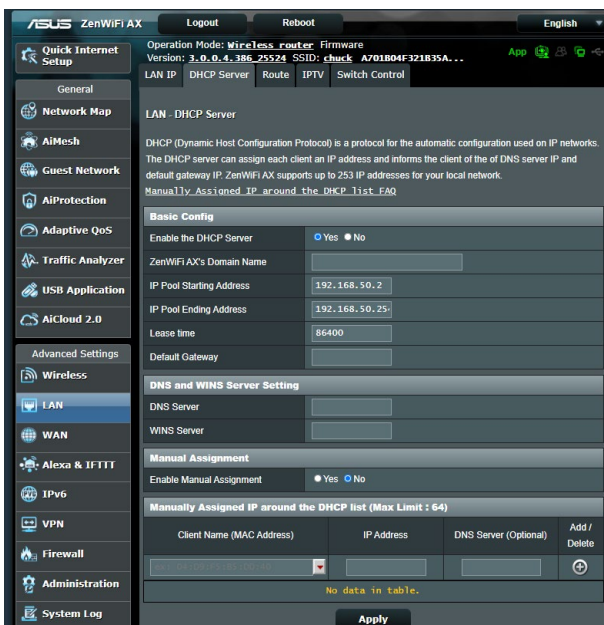 ASUS ZenWiFi AX Logout Reboot English
Quick Internet Setup
General
Network Map
AiMesh
Guest Network
AiProtection
Adaptive QoS
Traffic Analyzer
USB Application
AiCloud 2.0
Advanced Settings
Wireless
LAN
WAN
Alexa & IFTTT
IPv6
VPN
Firewall
Administration
System Log
Operation Mode: Wireless router Firmware
Version: 3.0.0.4.386_25524 SSID: chuck A701B04F321B35A...
App
LAN IP DHCP Server Route IPTV Switch Control
LAN - DHCP Server
DHCP (Dynamic Host Configuration Protocol) is a protocol for the automatic configuration used on IP networks.
The DHCP server can assign each client an IP address and informs the client of the of DNS server IP and
default gateway IP. ZenWiFi AX supports up to 253 IP addresses for your local network.
Manually Assigned IP around the DHCP list FAQ
Basic Config
Enable the DHCP Server Yes No
ZenWiFi AX's Domain Name
IP Pool Starting Address 192.168.50.2
IP Pool Ending Address 192.168.50.25
Lease time 86400
Default Gateway
DNS and WINS Server Setting
DNS Server
WINS Server
Manual Assignment
Enable Manual Assignment Yes No
Manually Assigned IP around the DHCP list (Max Limit : 64)
Client Name (MAC Address) IP Address DNS Server (Optional) Add / Delete
No data in table.
Apply